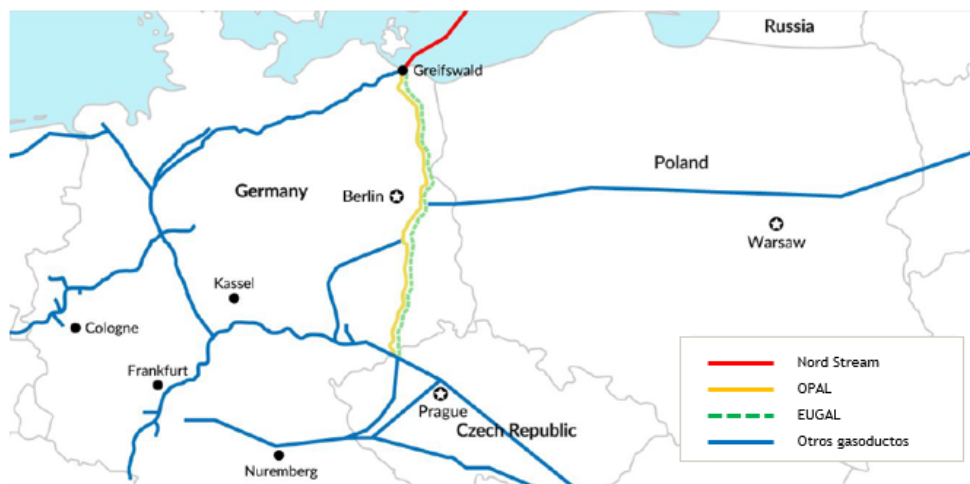 Russia
Greifswald
Poland
Germany
Berlin
Warsaw
Kassel
Cologne
Nord Stream
Frankfurt
OPAL
Prague
EUGAL
Czech Republic
Otros gasoductos
Nuremberg